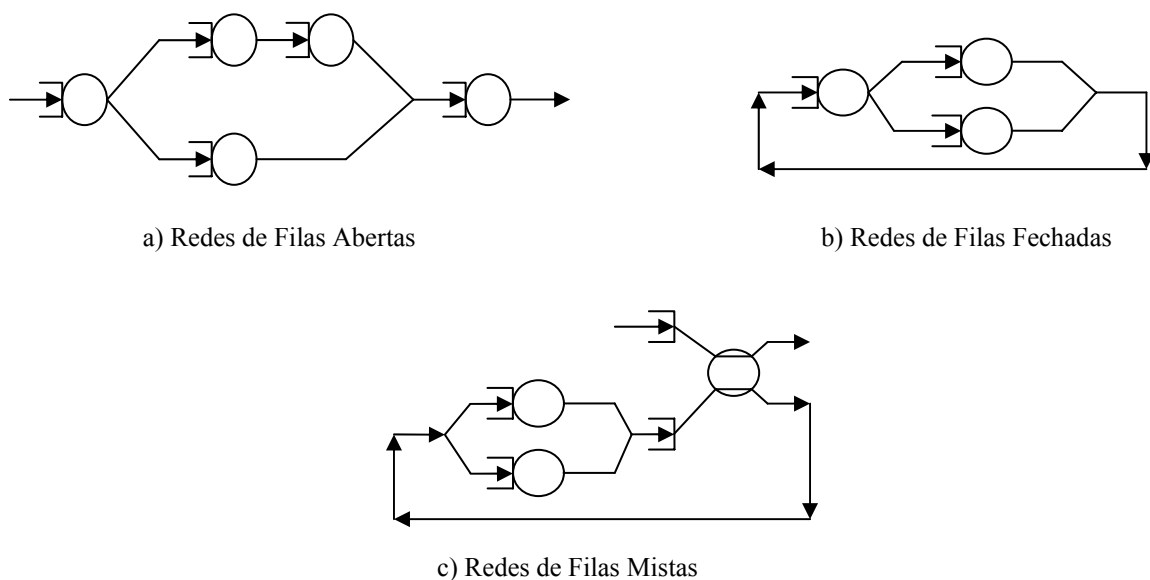 a) Redes de Filas Abertas
b) Redes de Filas Fechadas
c) Redes de Filas Mistas